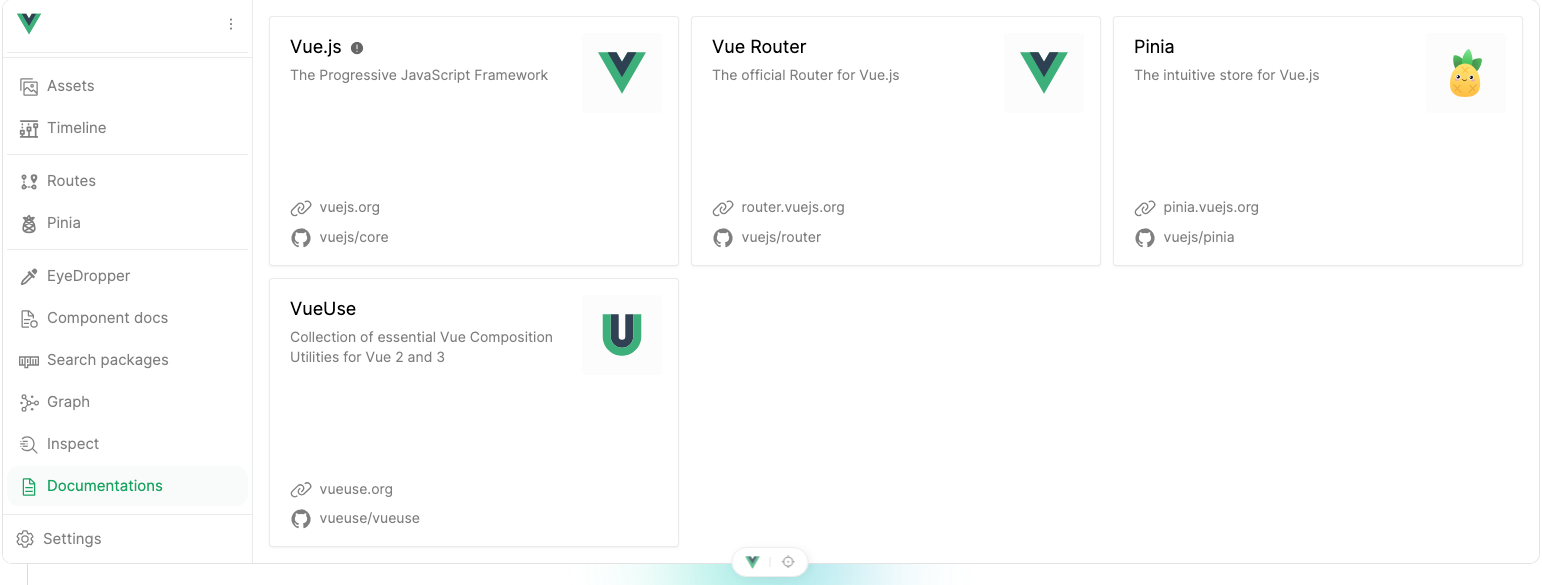 Assets
Timeline
Routes
Pinia
EyeDropper
Component docs
Search packages
Graph
Inspect
Documentations
Settings
Vue.js
The Progressive JavaScript Framework
vuejs.org
vuejs/core
Vue Router
The official Router for Vue.js
router.vuejs.org
vuejs/router
Pinia
The intuitive store for Vue.js
pinia.vuejs.org
vuejs/pinia
VueUse
Collection of essential Vue Composition
Utilities for Vue 2 and 3
vueuse.org
vueuse/vueuse